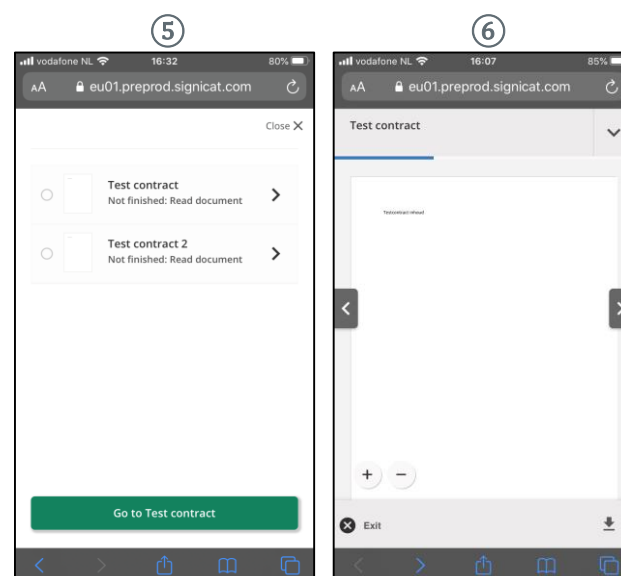 ⑤
vodafone NL 16:32 80%
AA eu01.preprod.signicat.com
Close X
Test contract
Not finished: Read document
Test contract 2
Not finished: Read document
Go to Test contract
⑥
vodafone NL 16:07 85%
AA eu01.preprod.signicat.com
Test contract
Testcontract inhoud
+ −
Exit